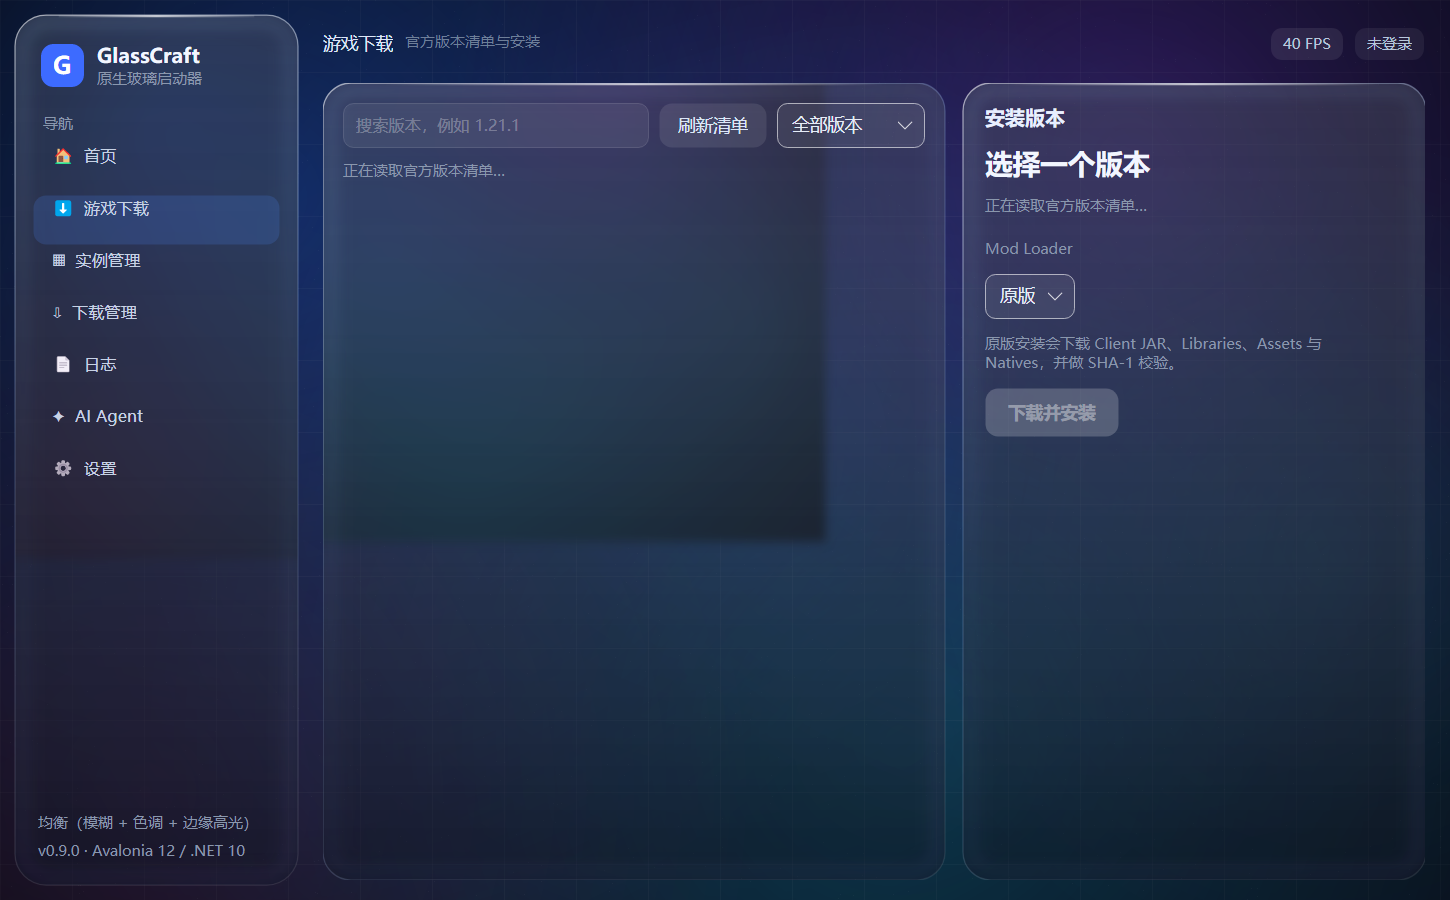 G
GlassCraft
原生玻璃启动器
导航
首页
游戏下载
实例管理
下载管理
日志
AI Agent
设置
均衡（模糊 + 色调 + 边缘高光）
v0.9.0 · Avalonia 12 / .NET 10
游戏下载 官方版本清单与安装
40 FPS 未登录
搜索版本，例如 1.21.1 刷新清单 全部版本
正在读取官方版本清单...
安装版本
选择一个版本
正在读取官方版本清单...
Mod Loader
原版
原版安装会下载 Client JAR、Libraries、Assets 与
Natives，并做 SHA-1 校验。
下载并安装